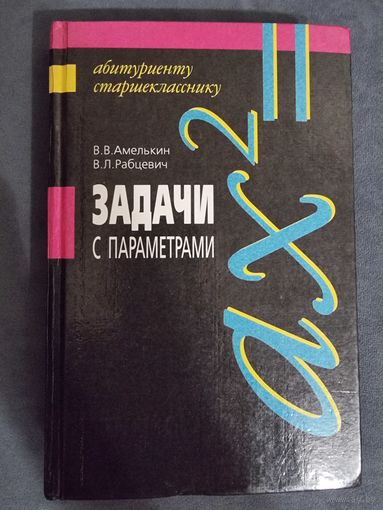 абитуриенту
старшекласснику
В.В.Амелькин
В.Л.Рабцевич
ЗАДАЧИ
С ПАРАМЕТРАМИ
ax²=